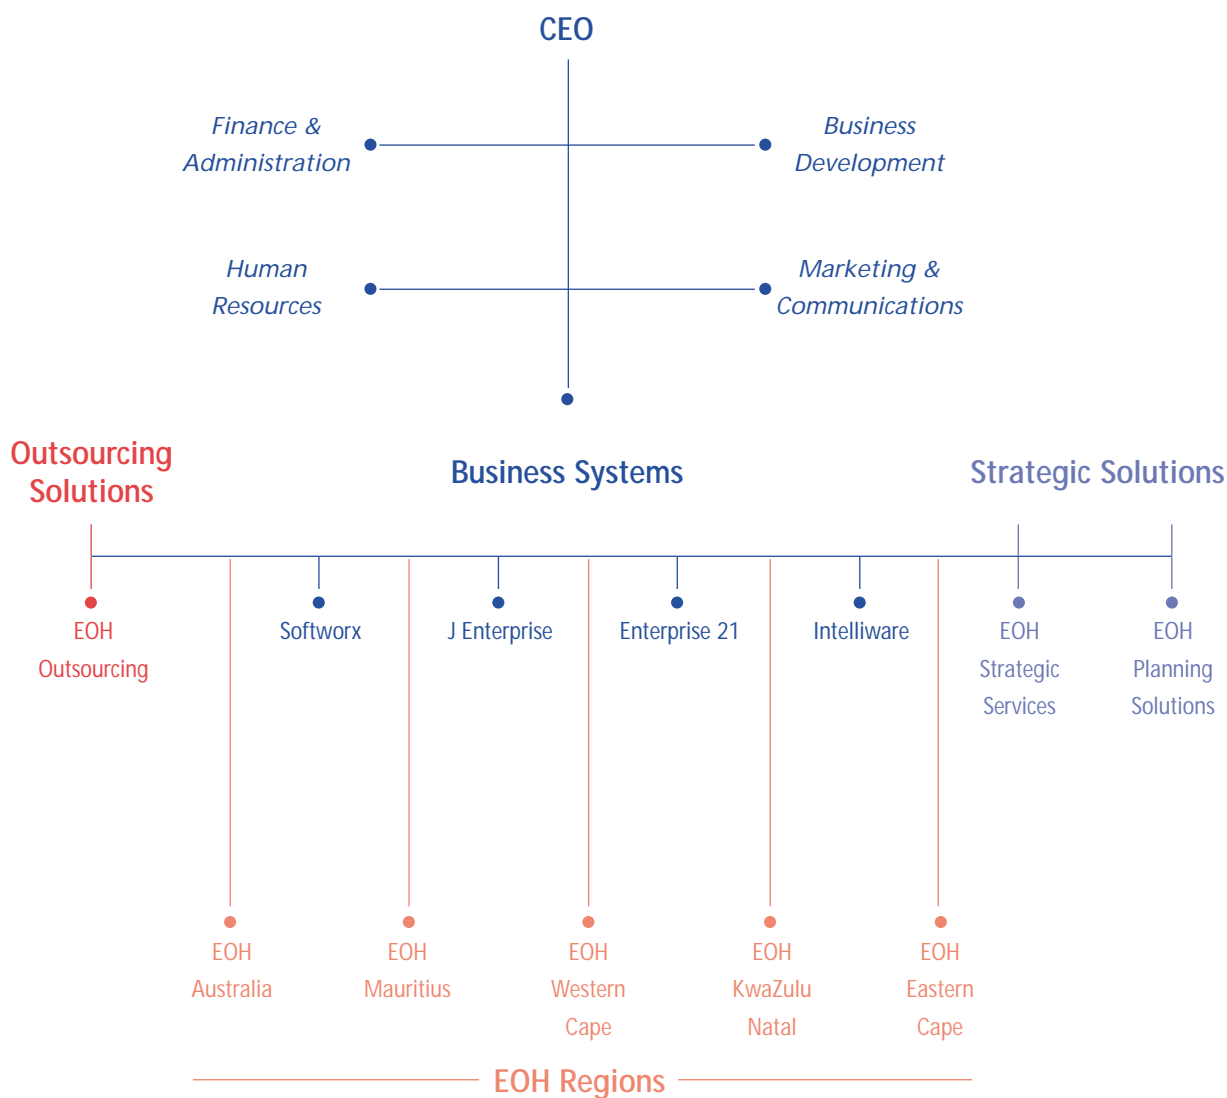 CEO
Finance &
Administration
Business
Development
Human
Resources
Marketing &
Communications
Outsourcing
Solutions
Business Systems
Strategic Solutions
EOH
Outsourcing
Softworx
J Enterprise
Enterprise 21
Intelliware
EOH
Strategic
Services
EOH
Planning
Solutions
EOH
Australia
EOH
Mauritius
EOH
Western
Cape
EOH
KwaZulu
Natal
EOH
Eastern
Cape
EOH Regions